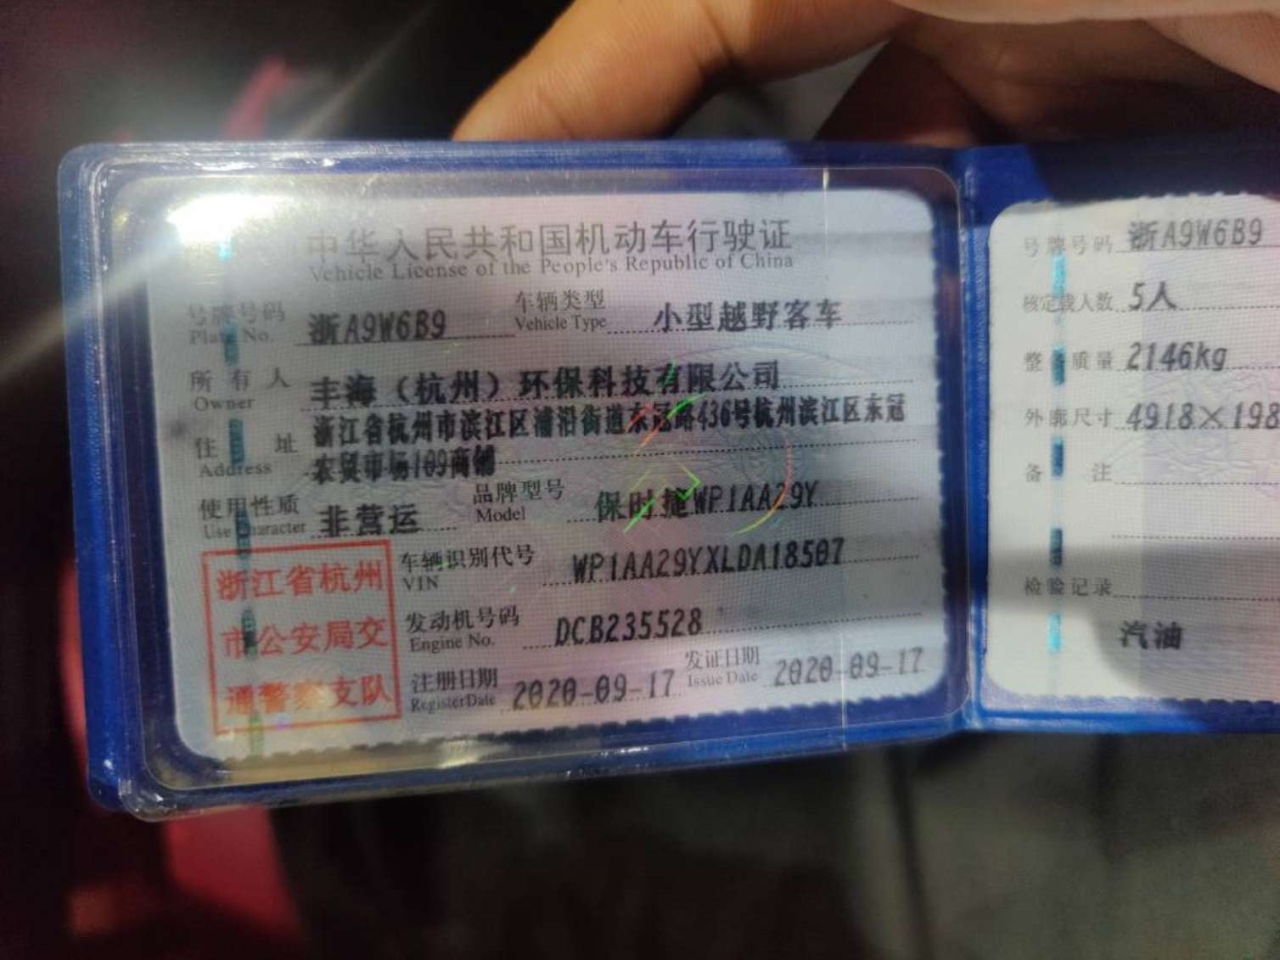 中华人民共和国机动车行驶证
Vehicle License of the People's Republic of China
号牌号码 浙A9W6B9 车辆类型 小型越野客车
Plate No. Vehicle Type
所有人 丰海（杭州）环保科技有限公司
Owner
住址 浙江省杭州市滨江区浦沿街道东冠路436号杭州滨江区东冠
Address 农贸市场109商铺
使用性质 非营运 品牌型号 保时捷WP1AA29Y
Use Character Model
车辆识别代号 WP1AA29YXLDA18507
VIN
发动机号码 DCB235528
Engine No.
注册日期 2020-09-17 发证日期 2020-09-17
Register Date Issue Date
浙江省杭州
市公安局交
通警察支队
号牌号码 浙A9W6B9
核定载人数 5人
整备质量 2146kg
外廓尺寸 4918×198
备注
检验记录
汽油